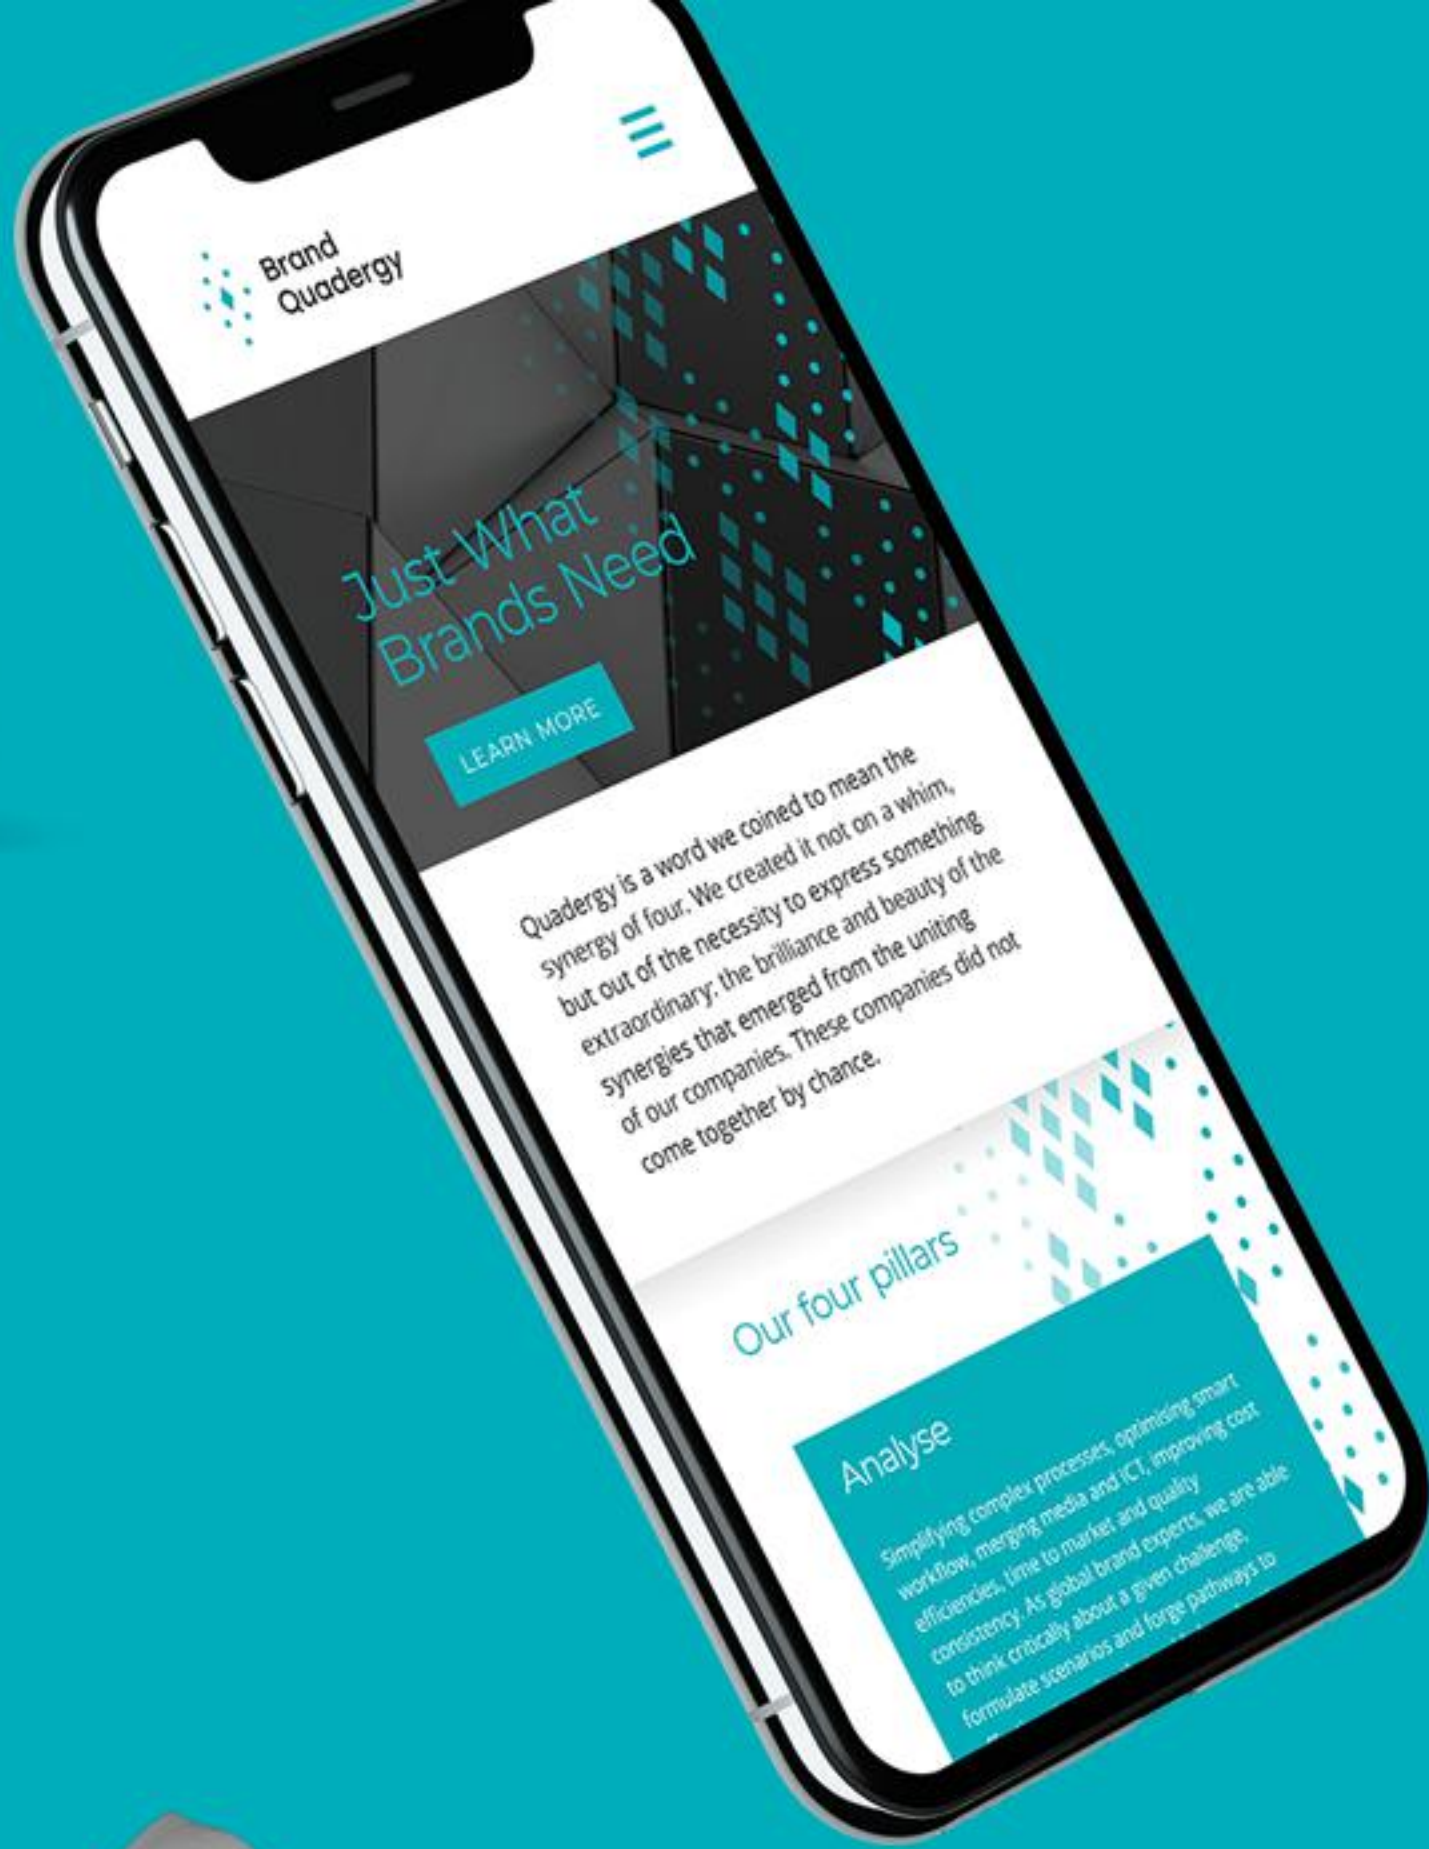 Brand
Quadergy
Just What
Brands Need
LEARN MORE
Quadergy is a word we coined to mean the
synergy of four. We created it not on a whim,
but out of the necessity to express something
extraordinary: the brilliance and beauty of the
synergies that emerged from the uniting
of our companies. These companies did not
come together by chance.
Our four pillars
Analyse
Simplifying complex processes, optimising smart
workflow, merging media and ICT, improving cost
efficiencies, time to market and quality
consistency. As global brand experts, we are able
to think critically about a given challenge,
formulate scenarios and forge pathways to